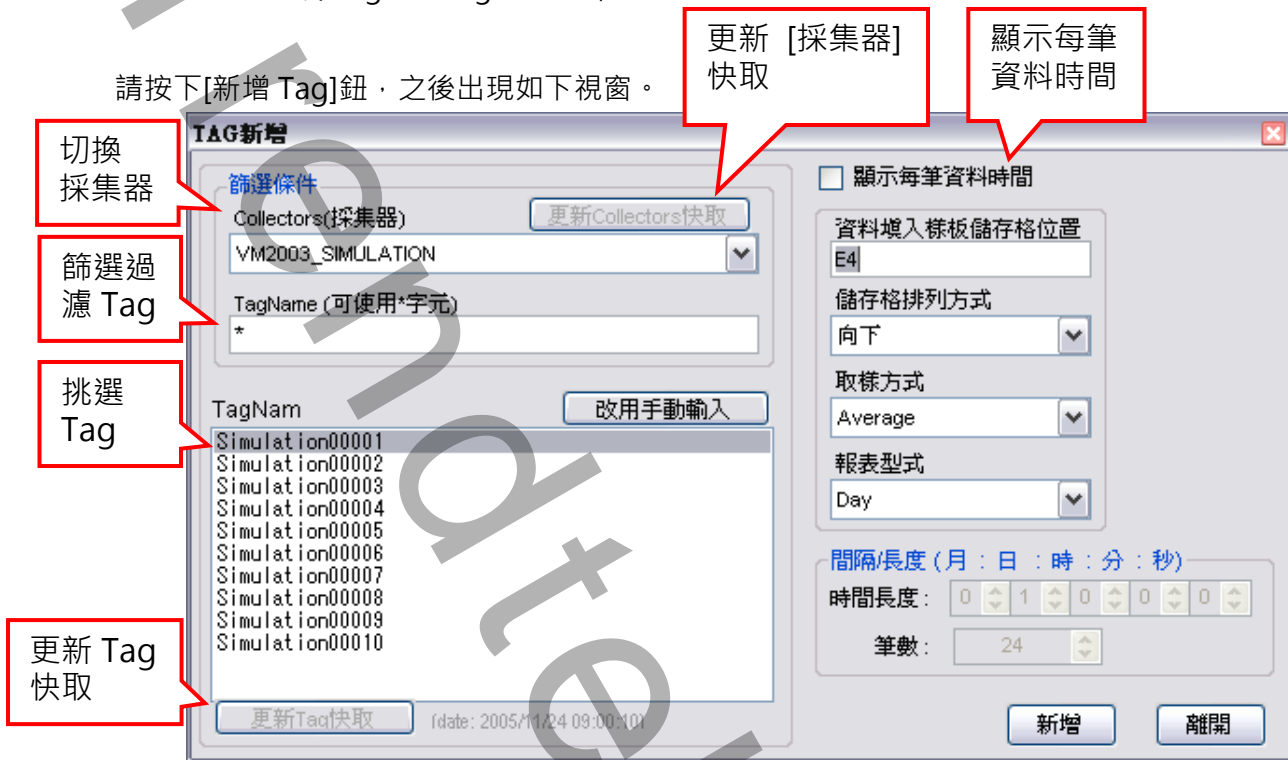 更新 [採集器]
快取
顯示每筆
資料時間
請按下[新增 Tag]鈕，之後出現如下視窗。
TAG新增
切換
採集器
篩選條件
Collectors(採集器)
更新Collectors快取
VM2003_SIMULATION
篩選過
濾 Tag
TagName (可使用*字元)
*
挑選
Tag
TagNam
改用手動輸入
Simulation00001
Simulation00002
Simulation00003
Simulation00004
Simulation00005
Simulation00006
Simulation00007
Simulation00008
Simulation00009
Simulation00010
更新 Tag
快取
更新Tag快取
(date: 2005/11/24 09:00:10)
顯示每筆資料時間
資料填入樣板儲存格位置
E4
儲存格排列方式
向下
取樣方式
Average
報表型式
Day
間隔/長度 (月 : 日 : 時 : 分 : 秒)
時間長度 : 0 1 0 0 0
筆數 : 24
新增
離開